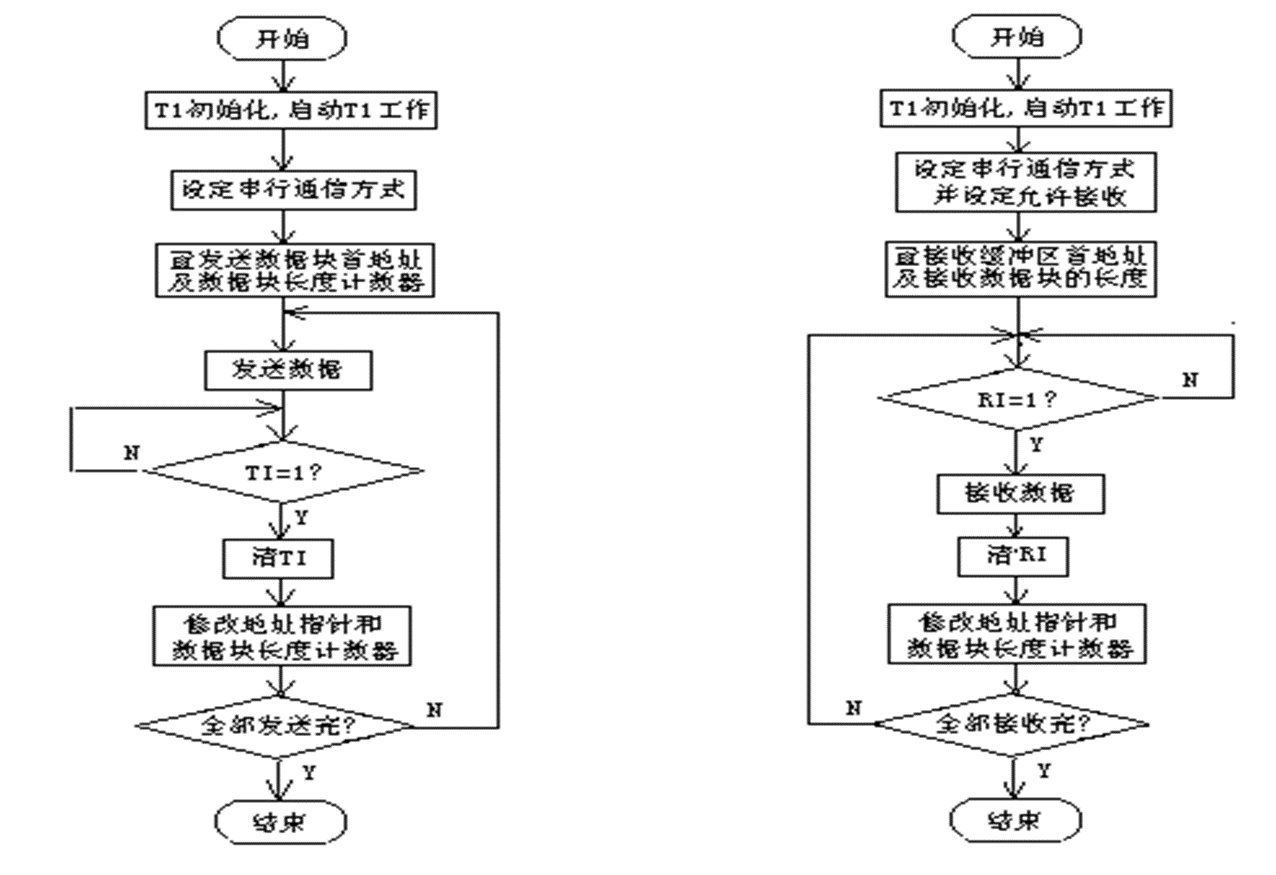 开始
T1初始化,启动T1工作
设定串行通信方式
置发送数据块首地址
及数据块长度计数器
发送数据
N
TI=1?
Y
清TI
修改地址指针和
数据块长度计数器
全部发送完?
N
Y
结束
开始
T1初始化,启动T1工作
设定串行通信方式
并设定允许接收
置接收缓冲区首地址
及接收数据块的长度
RI=1?
N
Y
接收数据
清RI
修改地址指针和
数据块长度计数器
N
全部接收完?
Y
结束